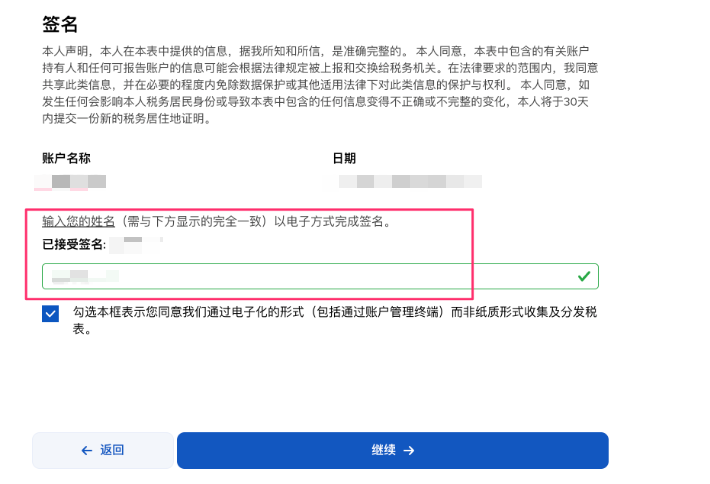 签名
本人声明，本人在本表中提供的信息，据我所知和所信，是准确完整的。 本人同意，本表中包含的有关账户
持有人和任何可报告账户的信息可能会根据法律规定被上报和交换给税务机关。在法律要求的范围内，我同意
共享此类信息，并在必要的程度内免除数据保护或其他适用法律下对此类信息的保护与权利。 本人同意，如
发生任何会影响本人税务居民身份或导致本表中包含的任何信息变得不正确或不完整的变化，本人将于30天
内提交一份新的税务居住地证明。
账户名称 日期
输入您的姓名（需与下方显示的完全一致）以电子方式完成签名。
已接受签名:
勾选本框表示您同意我们通过电子化的形式（包括通过账户管理终端）而非纸质形式收集及分发税
表。
← 返回 继续 →